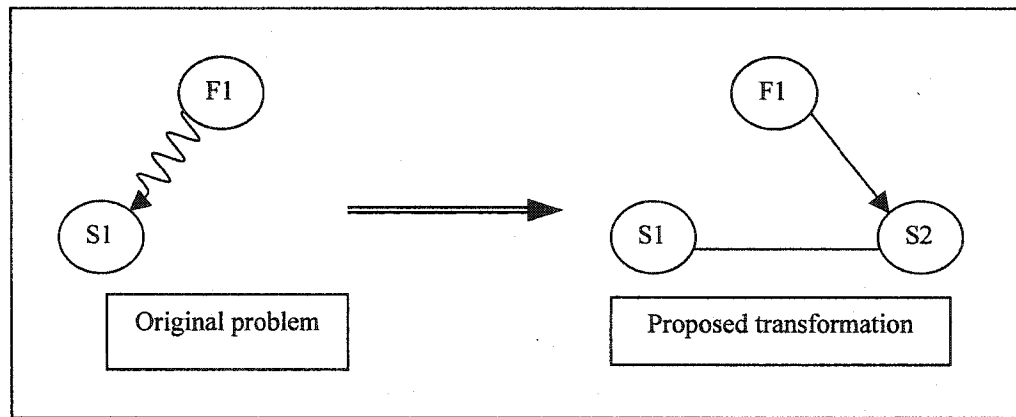 F1
S1
Original problem
F1
S1
S2
Proposed transformation